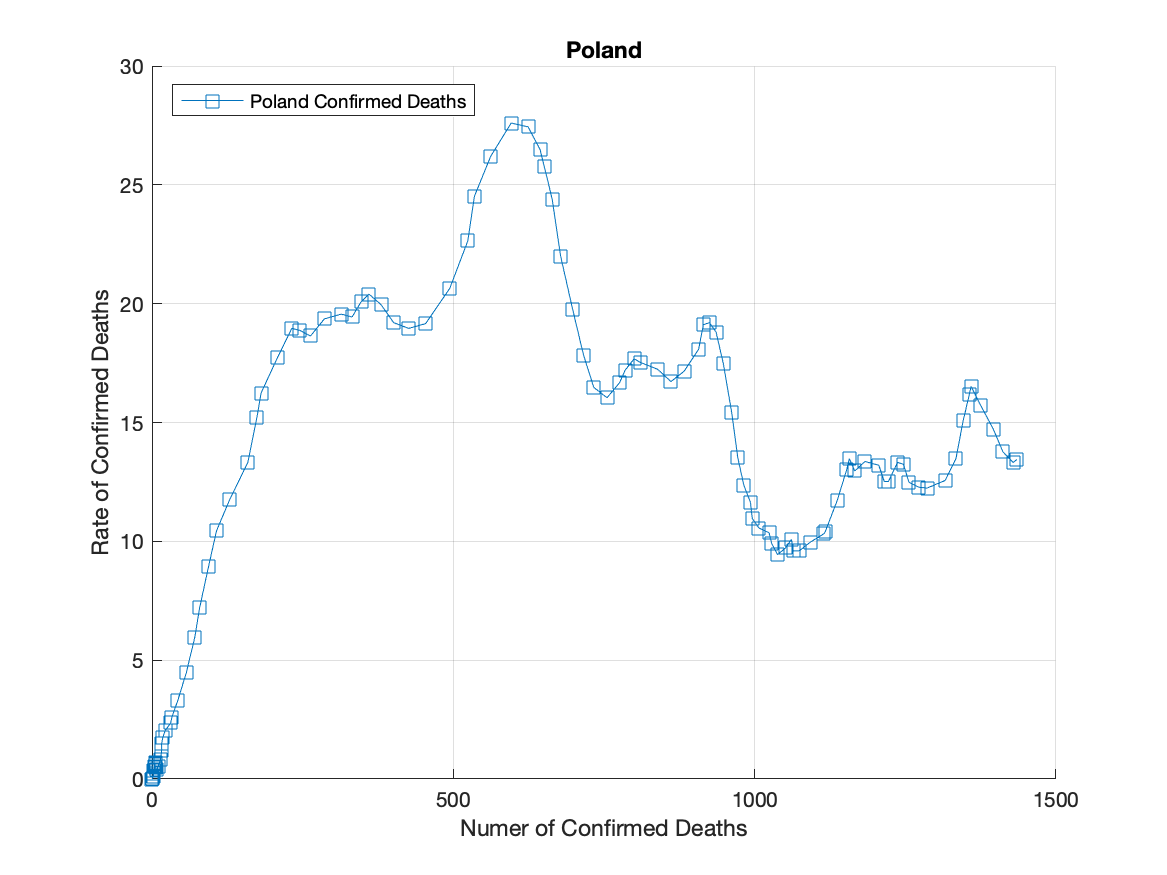 Poland
30
Poland Confirmed Deaths
25
20
15
10
5
0
Rate of Confirmed Deaths
0 500 1000 1500
Numer of Confirmed Deaths